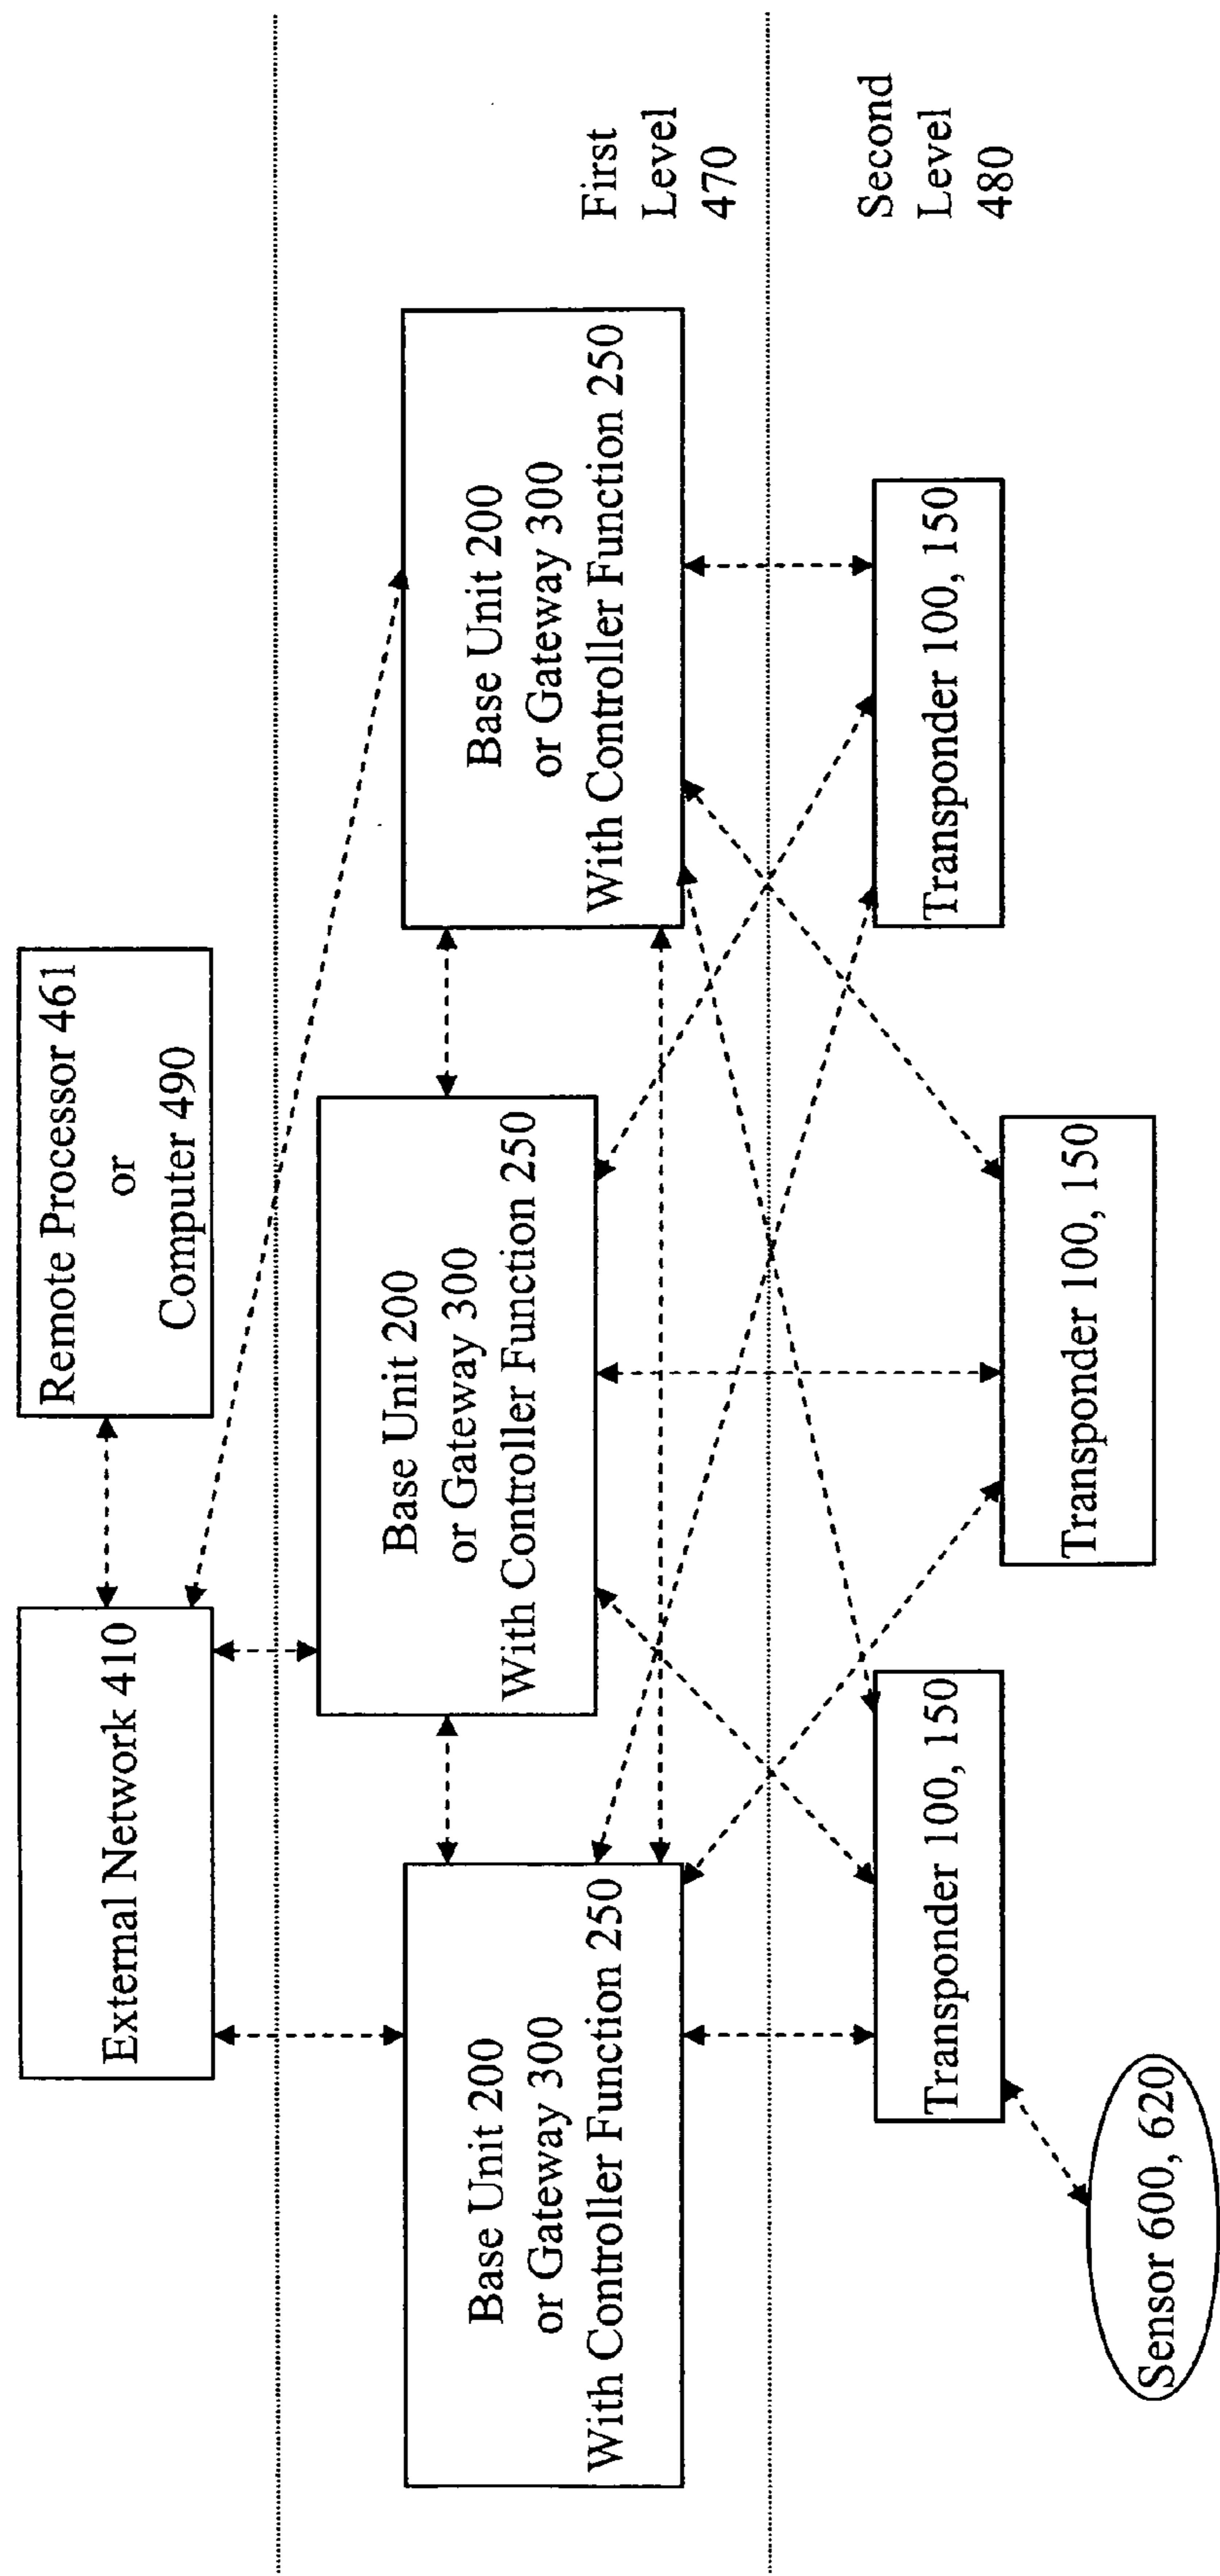 External Network 410
Remote Processor 461
or
Computer 490
Base Unit 200
or Gateway 300
With Controller Function 250
Base Unit 200
or Gateway 300
With Controller Function 250
Base Unit 200
or Gateway 300
With Controller Function 250
First
Level
470
Transponder 100, 150
Transponder 100, 150
Transponder 100, 150
Second
Level
480
Sensor 600, 620